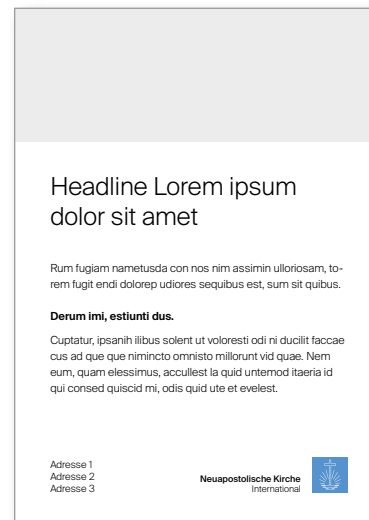 Headline Lorem ipsum
dolor sit amet
Rum fugiam nametusda con nos nim assimin ulloriosam, to-
rem fugit endi dolorep udiores sequibus est, sum sit quibus.
Derum imi, estiunti dus.
Cuptatur, ipsanih ilibus solent ut voloresti odi ni ducilit faccae
cus ad que que nimincto omnisto millorunt vid quae. Nem
eum, quam elessimus, accullest la quid untemod itaeria id
qui consed quiscid mi, odis quid ute et evelest.
Adresse 1
Adresse 2
Adresse 3
Neuapostolische Kirche
International